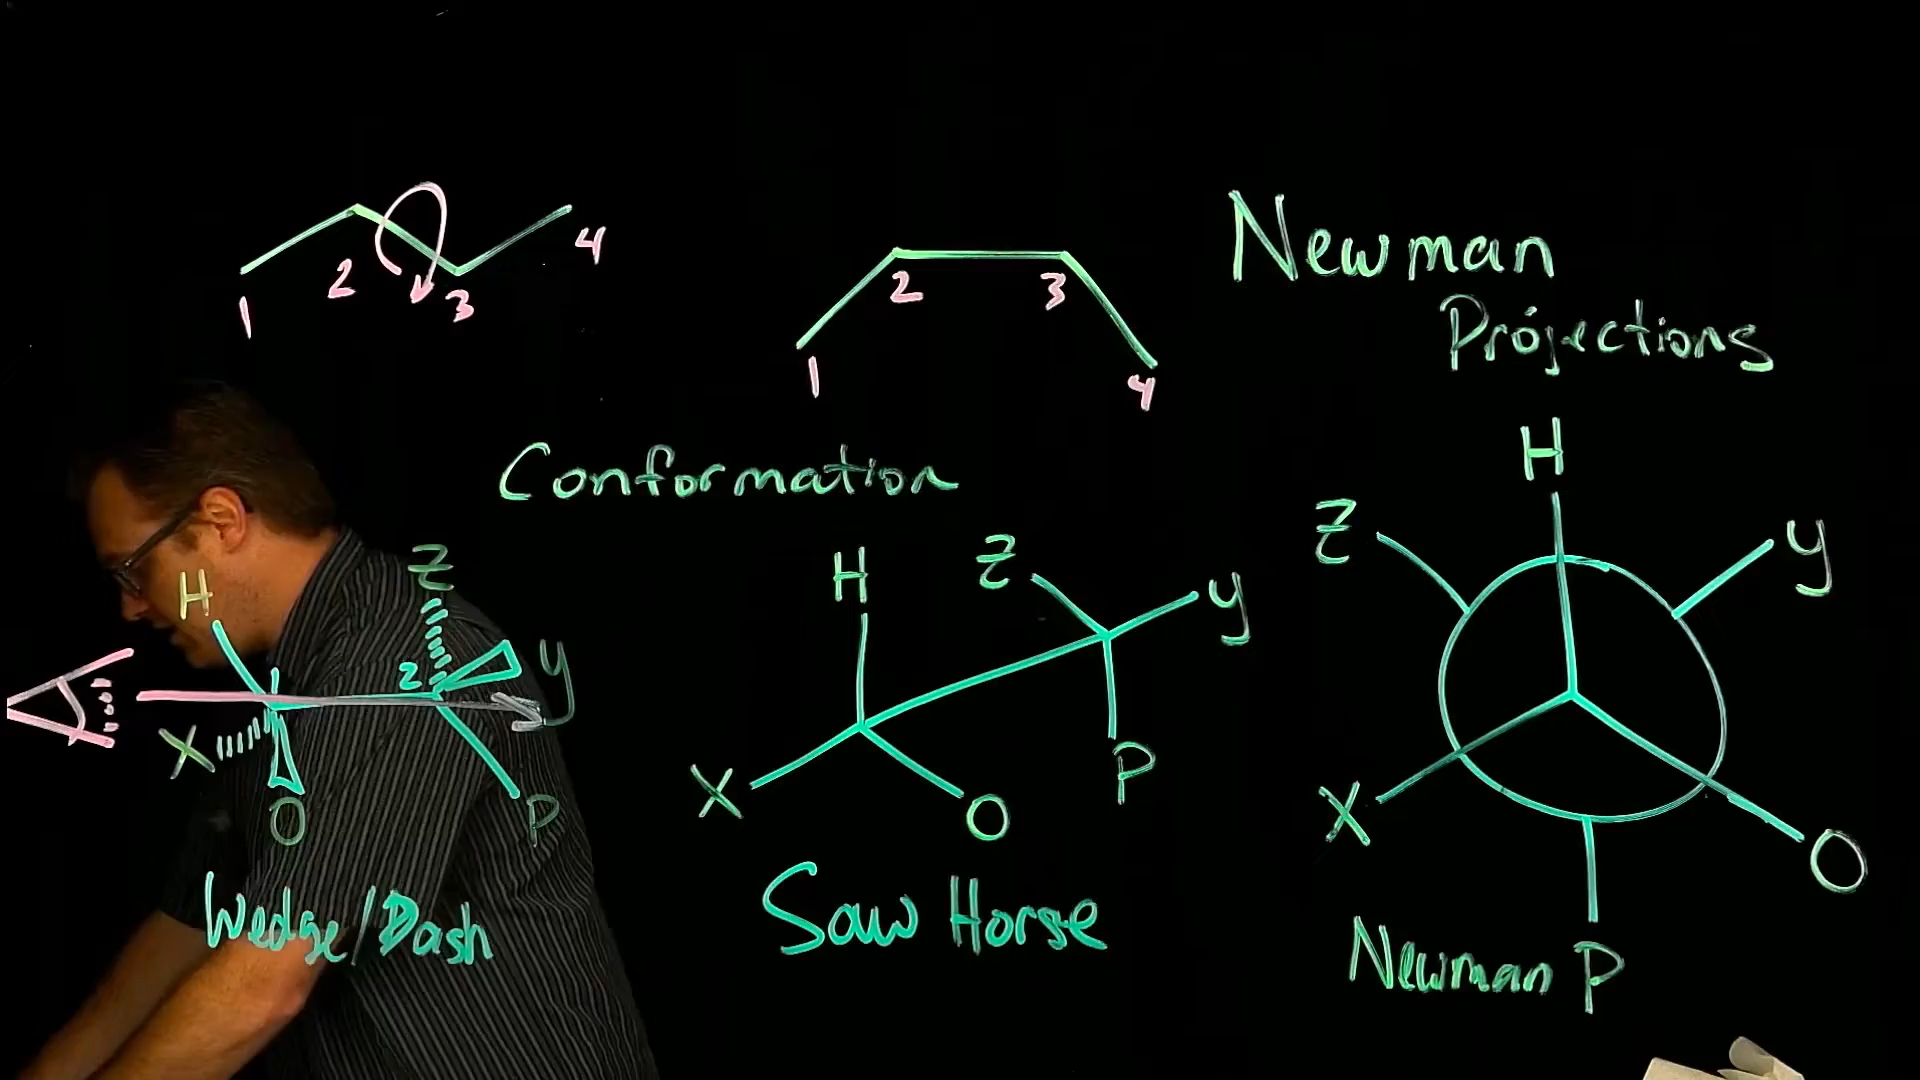 1 2 3 4
1 2 3 4
Newman
Projections
Conformation
H Z
2 Y
X
O P
Wedge/Dash
H Z Y
X O P
Saw Horse
H
Z Y
X O
Newman P